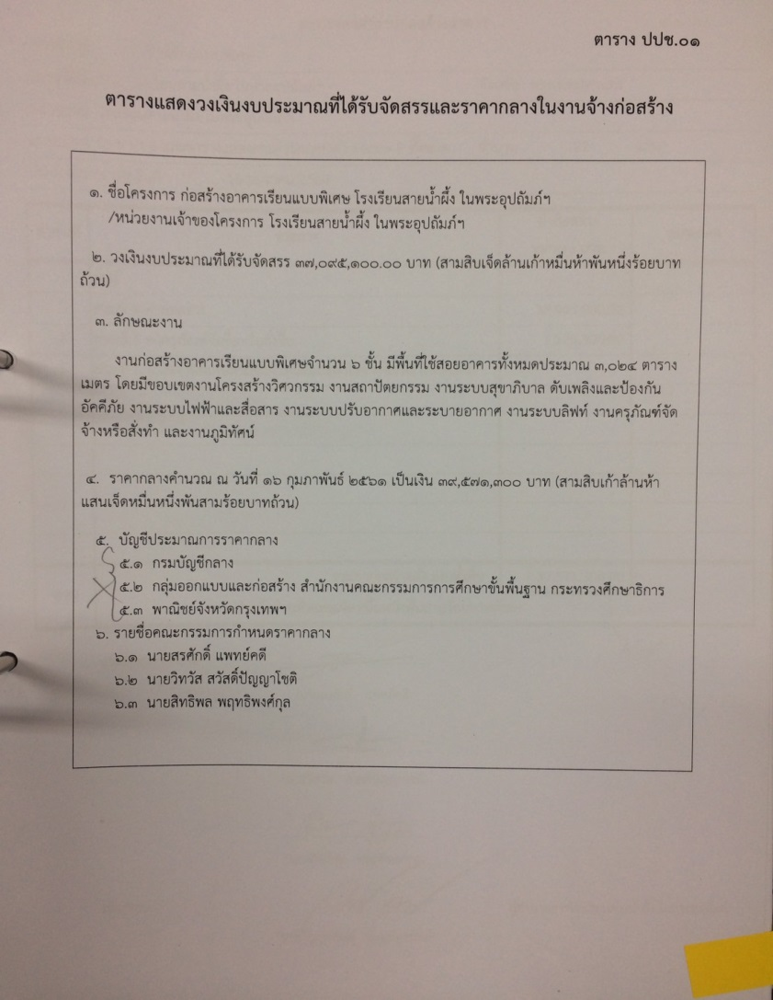 ตาราง ปปช.๐๑
ตารางแสดงวงเงินงบประมาณที่ได้รับจัดสรรและราคากลางในงานจ้างก่อสร้าง
๑. ชื่อโครงการ ก่อสร้างอาคารเรียนแบบพิเศษ โรงเรียนสายน้ำผึ้ง ในพระอุปถัมภ์ฯ
/หน่วยงานเจ้าของโครงการ โรงเรียนสายน้ำผึ้ง ในพระอุปถัมภ์ฯ
๒. วงเงินงบประมาณที่ได้รับจัดสรร ๓๗,๐๙๕,๑๐๐.๐๐ บาท (สามสิบเจ็ดล้านเก้าหมื่นห้าพันหนึ่งร้อยบาท
ถ้วน)
๓. ลักษณะงาน
งานก่อสร้างอาคารเรียนแบบพิเศษจำนวน ๖ ชั้น มีพื้นที่ใช้สอยอาคารทั้งหมดประมาณ ๓,๐๒๔ ตาราง
เมตร โดยมีขอบเขตงานโครงสร้างวิศวกรรม งานสถาปัตยกรรม งานระบบสุขาภิบาล ดับเพลิงและป้องกัน
อัคคีภัย งานระบบไฟฟ้าและสื่อสาร งานระบบปรับอากาศและระบายอากาศ งานระบบลิฟท์ งานครุภัณฑ์จัด
จ้างหรือสั่งทำ และงานภูมิทัศน์
๔. ราคากลางคำนวณ ณ วันที่ ๑๖ กุมภาพันธ์ ๒๕๖๑ เป็นเงิน ๓๙,๕๗๑,๓๐๐ บาท (สามสิบเก้าล้านห้า
แสนเจ็ดหมื่นหนึ่งพันสามร้อยบาทถ้วน)
๕. บัญชีประมาณการราคากลาง
๕.๑ กรมบัญชีกลาง
๕.๒ กลุ่มออกแบบและก่อสร้าง สำนักงานคณะกรรมการการศึกษาขั้นพื้นฐาน กระทรวงศึกษาธิการ
๕.๓ พาณิชย์จังหวัดกรุงเทพฯ
๖. รายชื่อคณะกรรมการกำหนดราคากลาง
๖.๑ นายสรศักดิ์ แพทย์คดี
๖.๒ นายวิทวัส สวัสดิ์ปัญญาโชติ
๖.๓ นายสิทธิพล พฤทธิพงศ์กุล